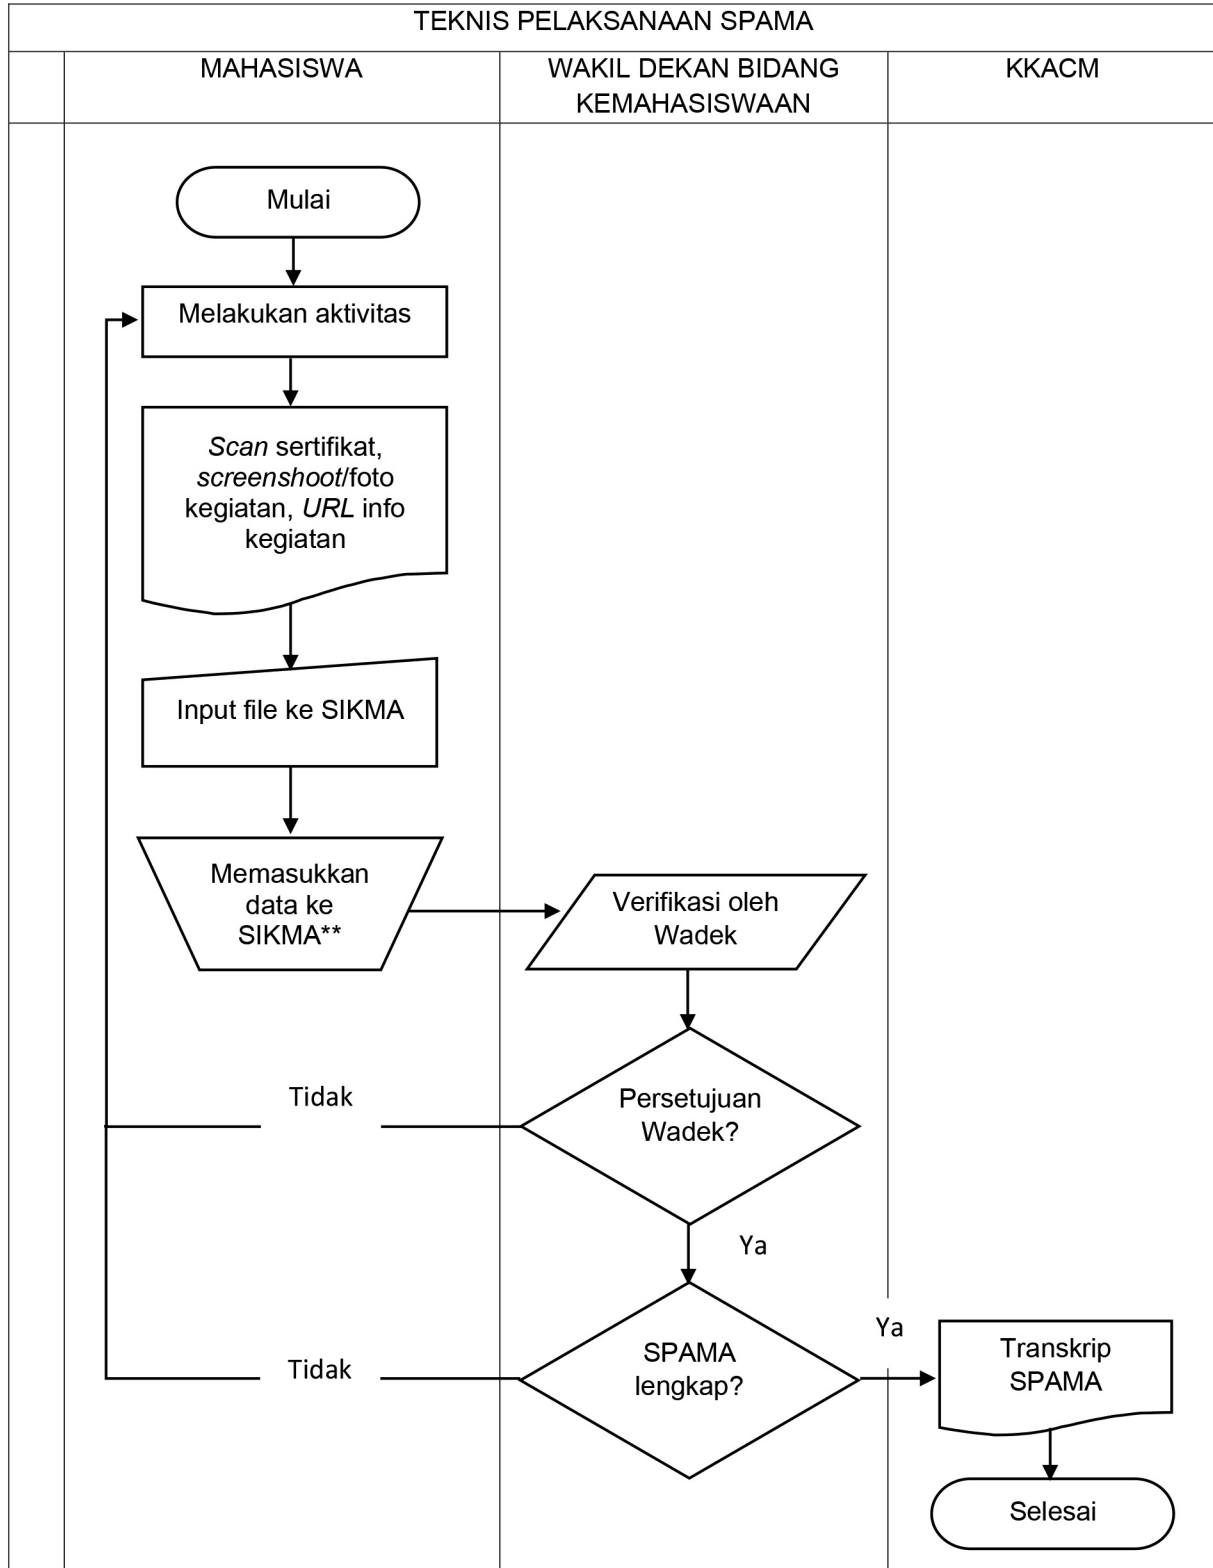 TEKNIS PELAKSANAAN SPAMA
MAHASISWA
WAKIL DEKAN BIDANG
KEMAHASISWAAN
KKACM
Mulai
Melakukan aktivitas
Scan sertifikat,
screenshoot/foto
kegiatan, URL info
kegiatan
Input file ke SIKMA
Memasukkan
data ke
SIKMA**
Verifikasi oleh
Wadek
Persetujuan
Wadek?
Tidak
Ya
SPAMA
lengkap?
Tidak
Ya
Transkrip
SPAMA
Selesai